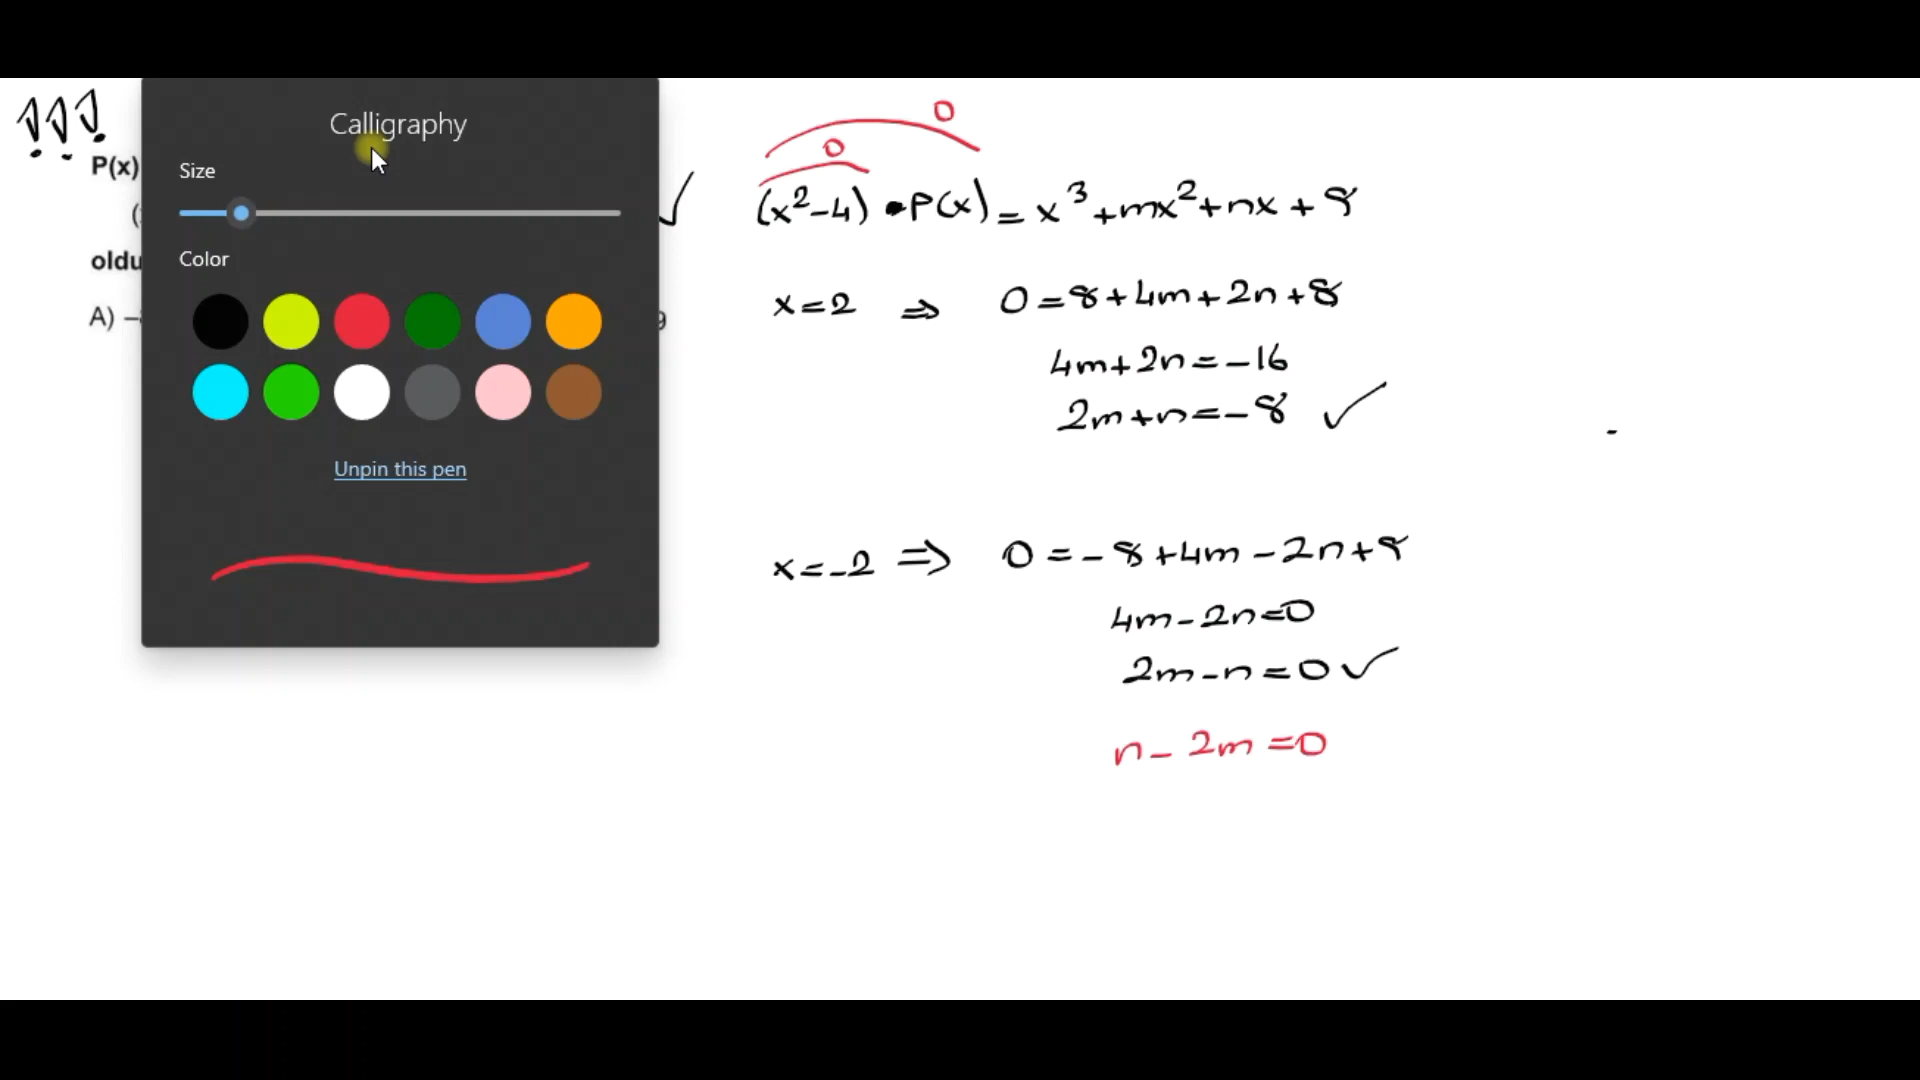 !!!
P(x)
(
oldu
A) –
9
Calligraphy
Size
Color
Unpin this pen
0
0
(x²-4)•P(x) = x³+mx²+nx+8
x=2 ⇒ 0=8+4m+2n+8
4m+2n=-16
2m+n=-8 ✓
x=-2 ⇒ 0=-8+4m-2n+8
4m-2n=0
2m-n=0 ✓
n-2m=0